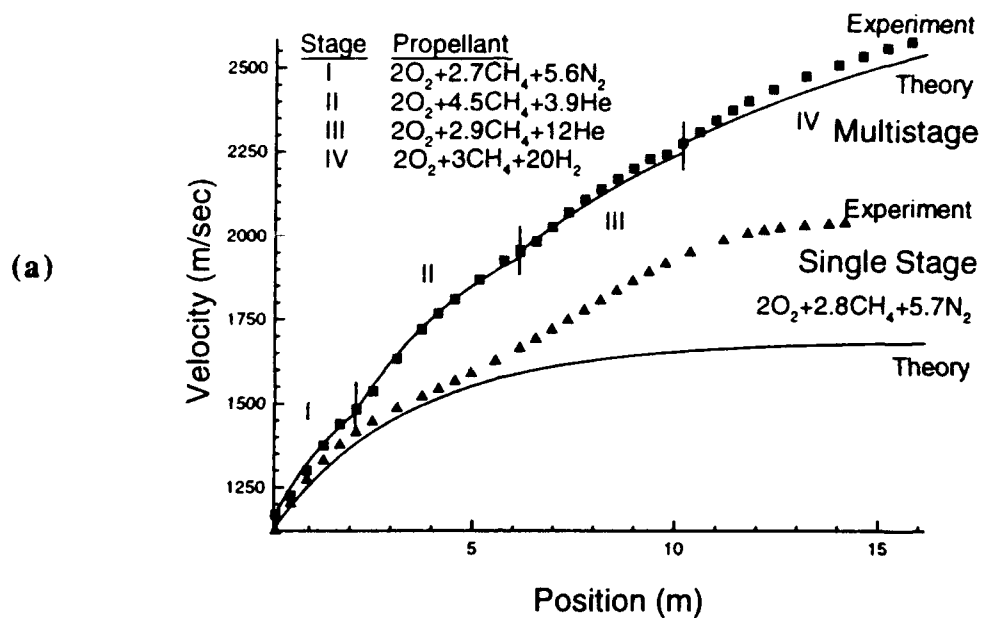 (a)
Stage Propellant
I 2O₂+2.7CH₄+5.6N₂
II 2O₂+4.5CH₄+3.9He
III 2O₂+2.9CH₄+12He
IV 2O₂+3CH₄+20H₂
Experiment
Theory
IV
Multistage
Experiment
Single Stage
2O₂+2.8CH₄+5.7N₂
Theory
I
II
III
Velocity (m/sec)
2500
2250
2000
1750
1500
1250
5
10
15
Position (m)